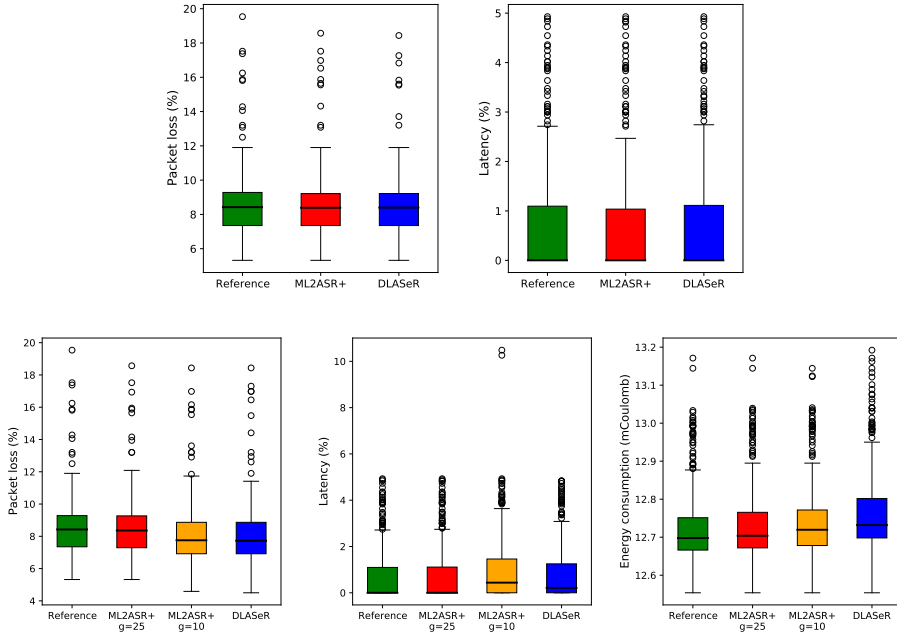 Packet loss (%)
20
18
16
14
12
10
8
6
Reference
ML2ASR+
DLASeR
Latency (%)
5
4
3
2
1
0
Reference
ML2ASR+
DLASeR
Packet loss (%)
20
18
16
14
12
10
8
6
4
Reference
ML2ASR+
g=25
ML2ASR+
g=10
DLASeR
Latency (%)
10
8
6
4
2
0
Reference
ML2ASR+
g=25
ML2ASR+
g=10
DLASeR
Energy consumption (mCoulomb)
13.2
13.1
13.0
12.9
12.8
12.7
12.6
Reference
ML2ASR+
g=25
ML2ASR+
g=10
DLASeR